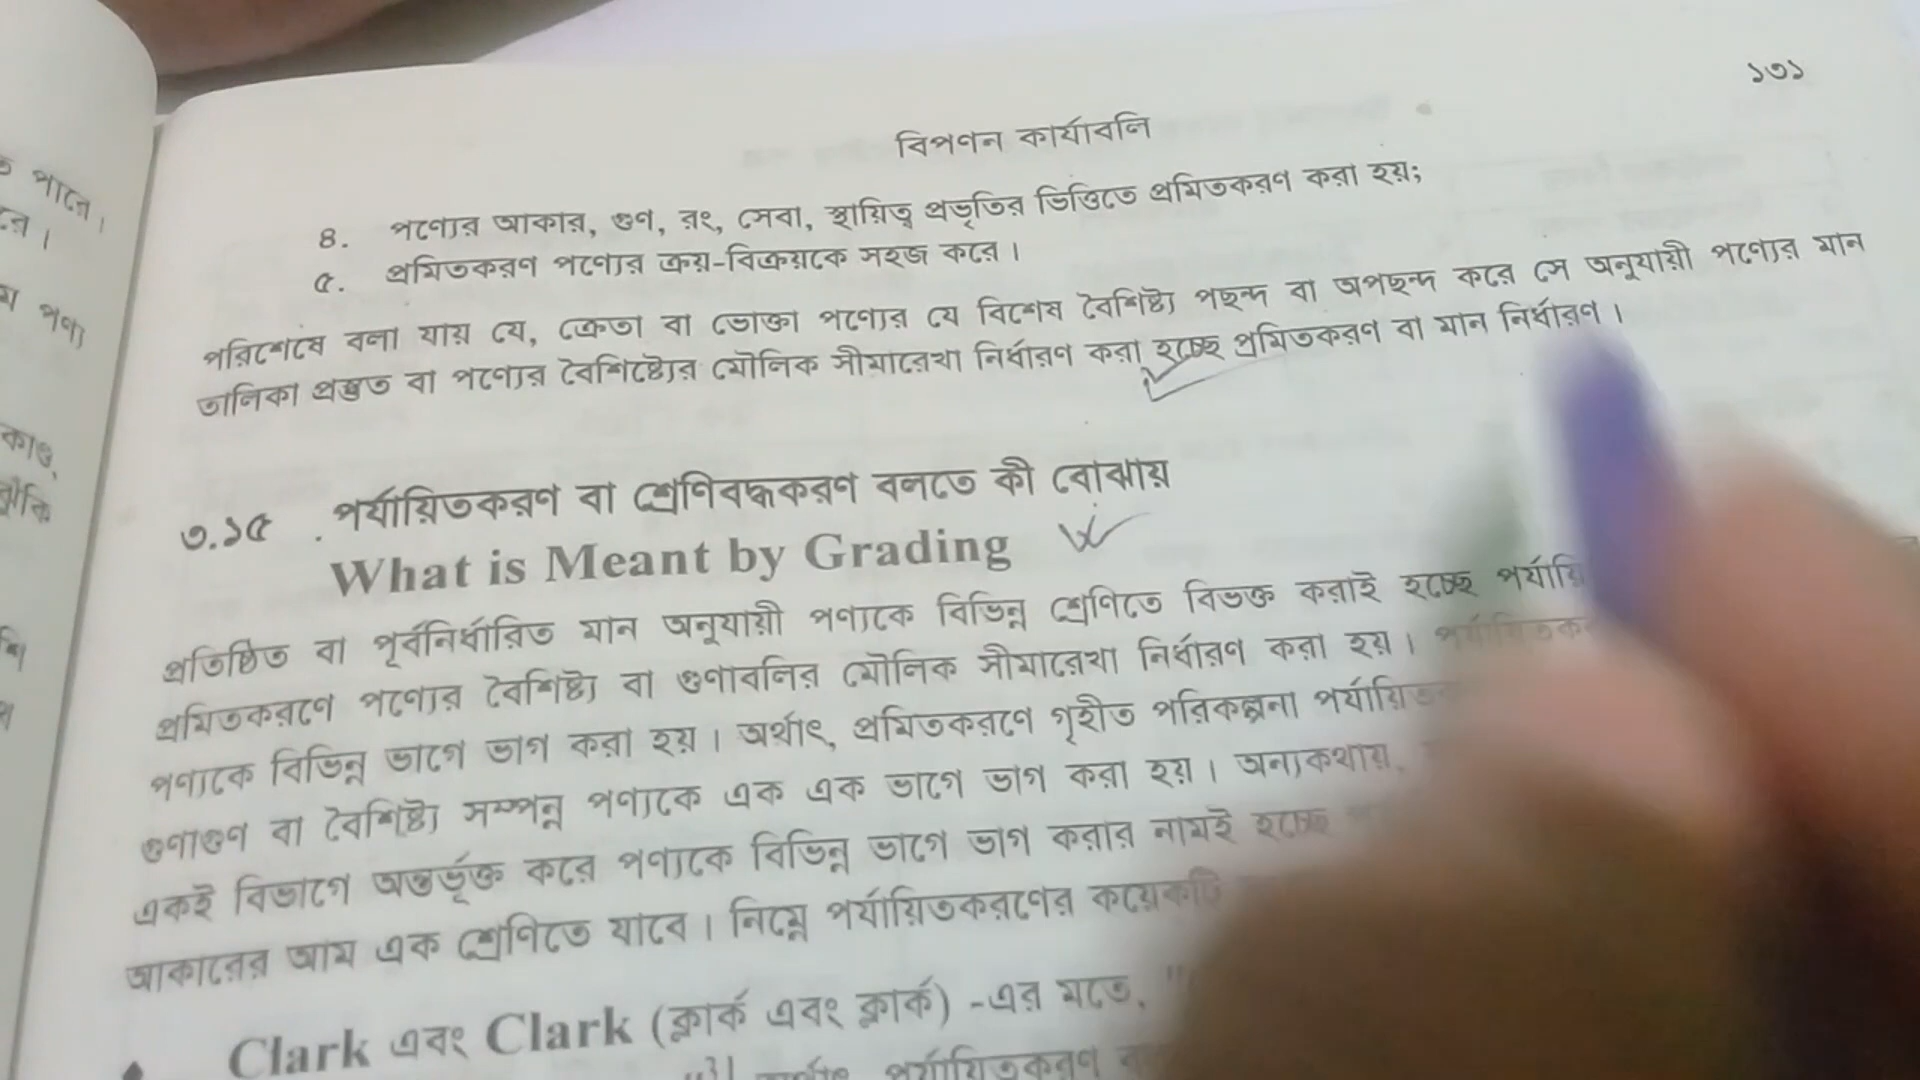 ১৩১
বিপণন কার্যাবলি
৪. পণ্যের আকার, গুণ, রং, সেবা, স্থায়িত্ব প্রভৃতির ভিত্তিতে প্রমিতকরণ করা হয়;
৫. প্রমিতকরণ পণ্যের ক্রয়-বিক্রয়কে সহজ করে।
পরিশেষে বলা যায় যে, ক্রেতা বা ভোক্তা পণ্যের যে বিশেষ বৈশিষ্ট্য পছন্দ বা অপছন্দ করে সে অনুযায়ী পণ্যের মান
তালিকা প্রস্তুত বা পণ্যের বৈশিষ্ট্যের মৌলিক সীমারেখা নির্ধারণ করা হচ্ছে প্রমিতকরণ বা মান নির্ধারণ।
৩.১৫ . পর্যায়িতকরণ বা শ্রেণিবদ্ধকরণ বলতে কী বোঝায়
What is Meant by Grading
প্রতিষ্ঠিত বা পূর্বনির্ধারিত মান অনুযায়ী পণ্যকে বিভিন্ন শ্রেণিতে বিভক্ত করাই হচ্ছে
প্রমিতকরণে পণ্যের বৈশিষ্ট্য বা গুণাবলির মৌলিক সীমারেখা নির্ধারণ করা হয়।
পণ্যকে বিভিন্ন ভাগে ভাগ করা হয়। অর্থাৎ, প্রমিতকরণে গৃহীত পরিকল্পনা
গুণাগুণ বা বৈশিষ্ট্য সম্পন্ন পণ্যকে এক এক ভাগে ভাগ করা হয়। অন্যকথায়,
একই বিভাগে অন্তর্ভূক্ত করে পণ্যকে বিভিন্ন ভাগে ভাগ করার নামই হচ্ছে
আকারের আম এক শ্রেণিতে যাবে। নিম্নে পর্যায়িতকরণের কয়েকটি
♦ Clark এবং Clark (ক্লার্ক এবং ক্লার্ক) -এর মতে, "
পর্যায়িতকরণ
পাবে।
পণ্য